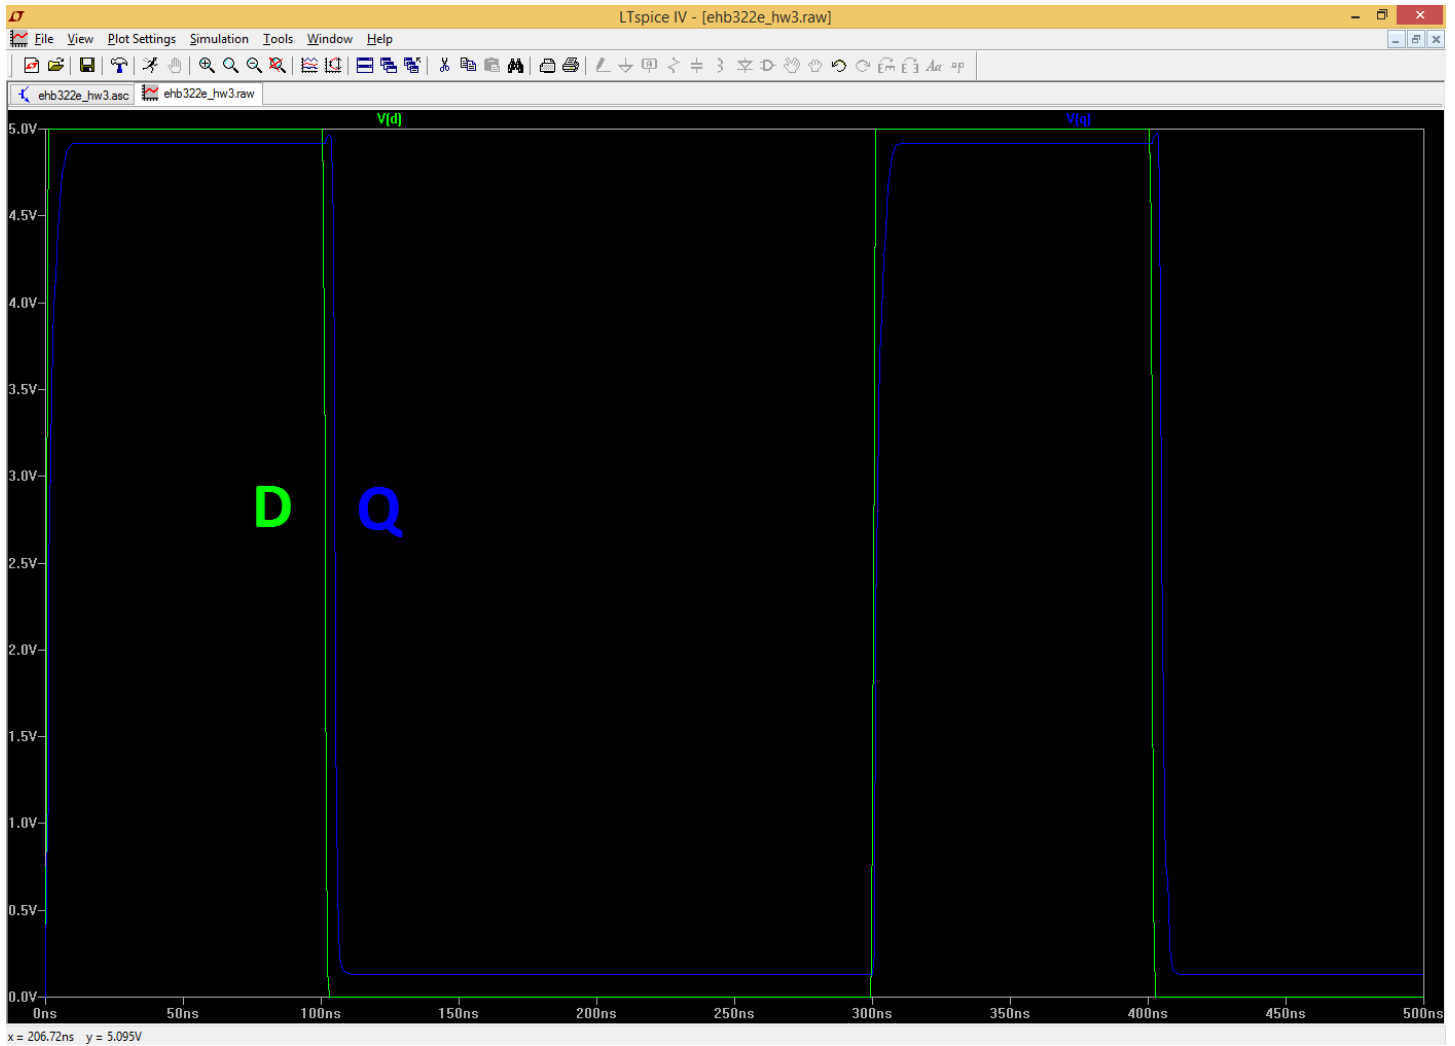 LTspice IV - [ehb322e_hw3.raw]
File View Plot Settings Simulation Tools Window Help
ehb322e_hw3.asc ehb322e_hw3.raw
V(d) V(q)
5.0V
4.5V
4.0V
3.5V
3.0V
D Q
2.5V
2.0V
1.5V
1.0V
0.5V
0.0V
0ns 50ns 100ns 150ns 200ns 250ns 300ns 350ns 400ns 450ns 500ns
x = 206.72ns y = 5.095V